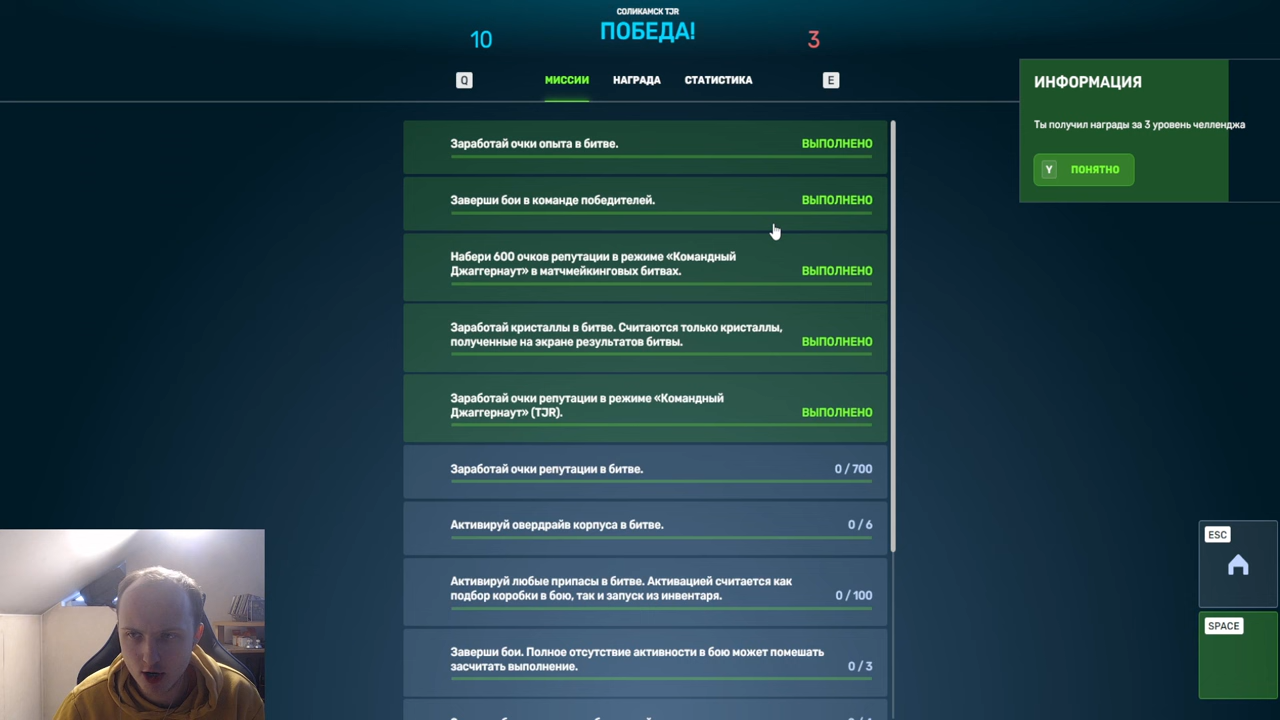 СОЛИКАМСК TJR
ПОБЕДА!
10
3
Q
МИССИИ
НАГРАДА
СТАТИСТИКА
E
ИНФОРМАЦИЯ
Ты получил награды за 3 уровень челленджа
Y
ПОНЯТНО
Заработай очки опыта в битве.
ВЫПОЛНЕНО
Заверши бои в команде победителей.
ВЫПОЛНЕНО
Набери 600 очков репутации в режиме «Командный
Джаггернаут» в матчмейкинговых битвах.
ВЫПОЛНЕНО
Заработай кристаллы в битве. Считаются только кристаллы,
полученные на экране результатов битвы.
ВЫПОЛНЕНО
Заработай очки репутации в режиме «Командный
Джаггернаут» (TJR).
ВЫПОЛНЕНО
Заработай очки репутации в битве.
0 / 700
Активируй овердрайв корпуса в битве.
0 / 6
Активируй любые припасы в битве. Активацией считается как
подбор коробки в бою, так и запуск из инвентаря.
0 / 100
Заверши бои. Полное отсутствие активности в бою может помешать
засчитать выполнение.
0 / 3
ESC
SPACE